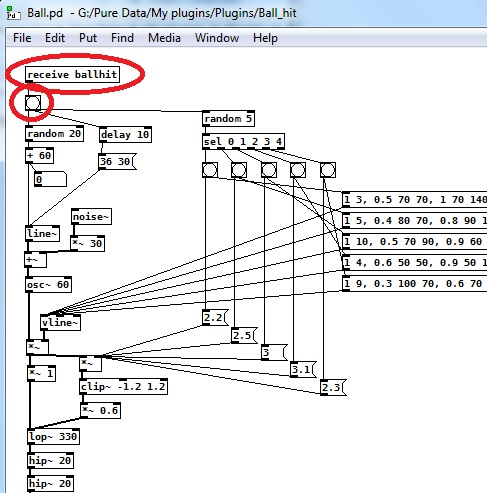 Ball.pd - G:/Pure Data/My plugins/Plugins/Ball_hit
File Edit Put Find Media Window Help
receive ballhit
random 5
random 20
delay 10
sel 0 1 2 3 4
+ 60
36 30
0
1 3, 0.5 70 70, 1 70 140
noise~
1 5, 0.4 80 70, 0.8 90 1
line~
*~ 30
1 10, 0.5 70 90, 0.9 60
+~
1 4, 0.6 50 50, 0.9 50 1
osc~ 60
1 9, 0.3 100 70, 0.6 70
vline~
2.2
2.5
*~
3
*~
*~ 1
3.1
clip~ -1.2 1.2
2.3
*~ 0.6
lop~ 330
hip~ 20
hip~ 20